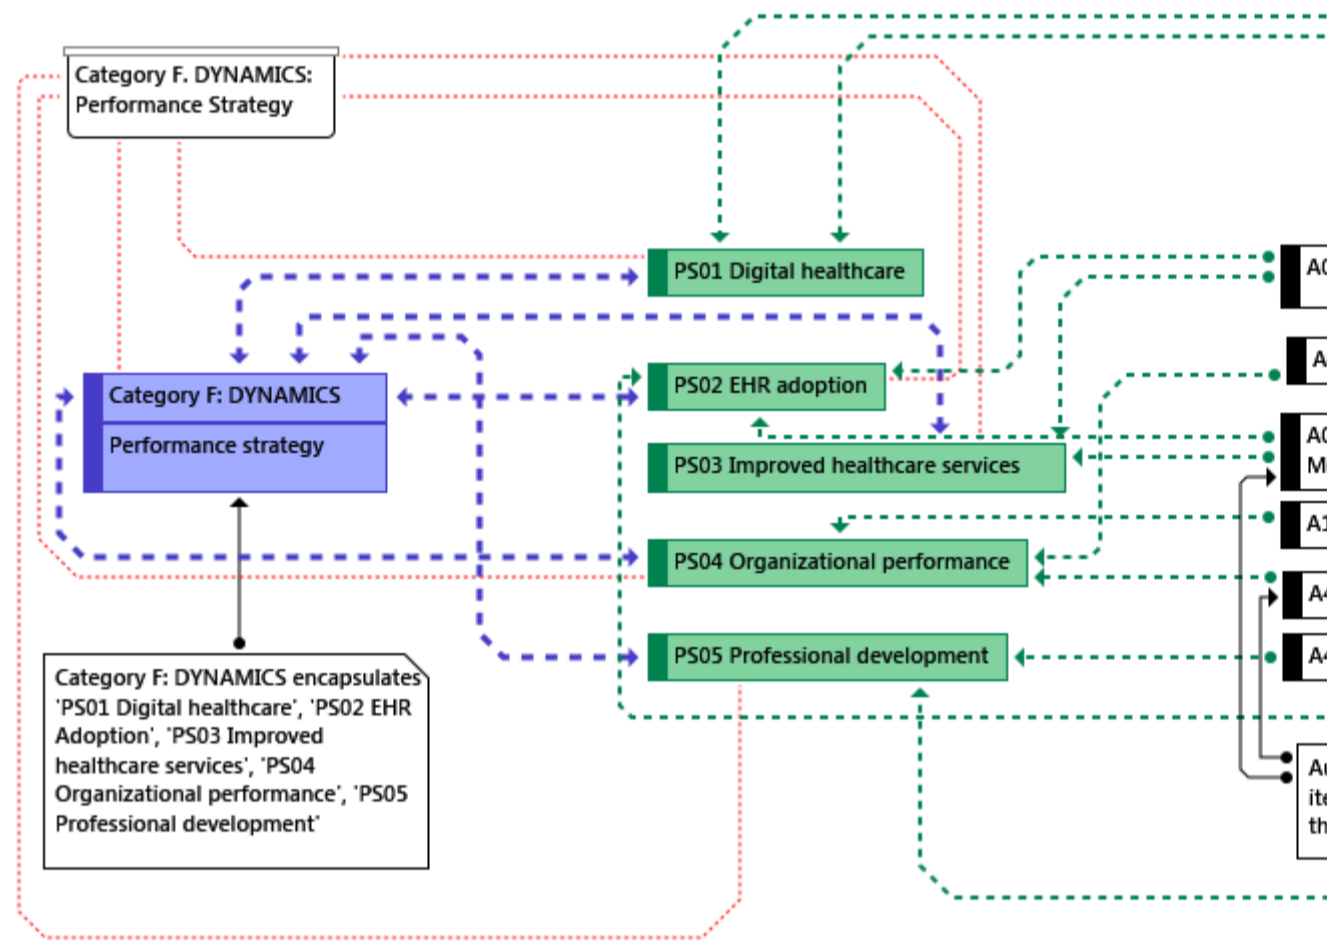 Category F. DYNAMICS:
Performance Strategy
PS01 Digital healthcare
Category F: DYNAMICS
Performance strategy
PS02 EHR adoption
PS03 Improved healthcare services
PS04 Organizational performance
PS05 Professional development
Category F: DYNAMICS encapsulates
'PS01 Digital healthcare', 'PS02 EHR
Adoption', 'PS03 Improved
healthcare services', 'PS04
Organizational performance', 'PS05
Professional development'